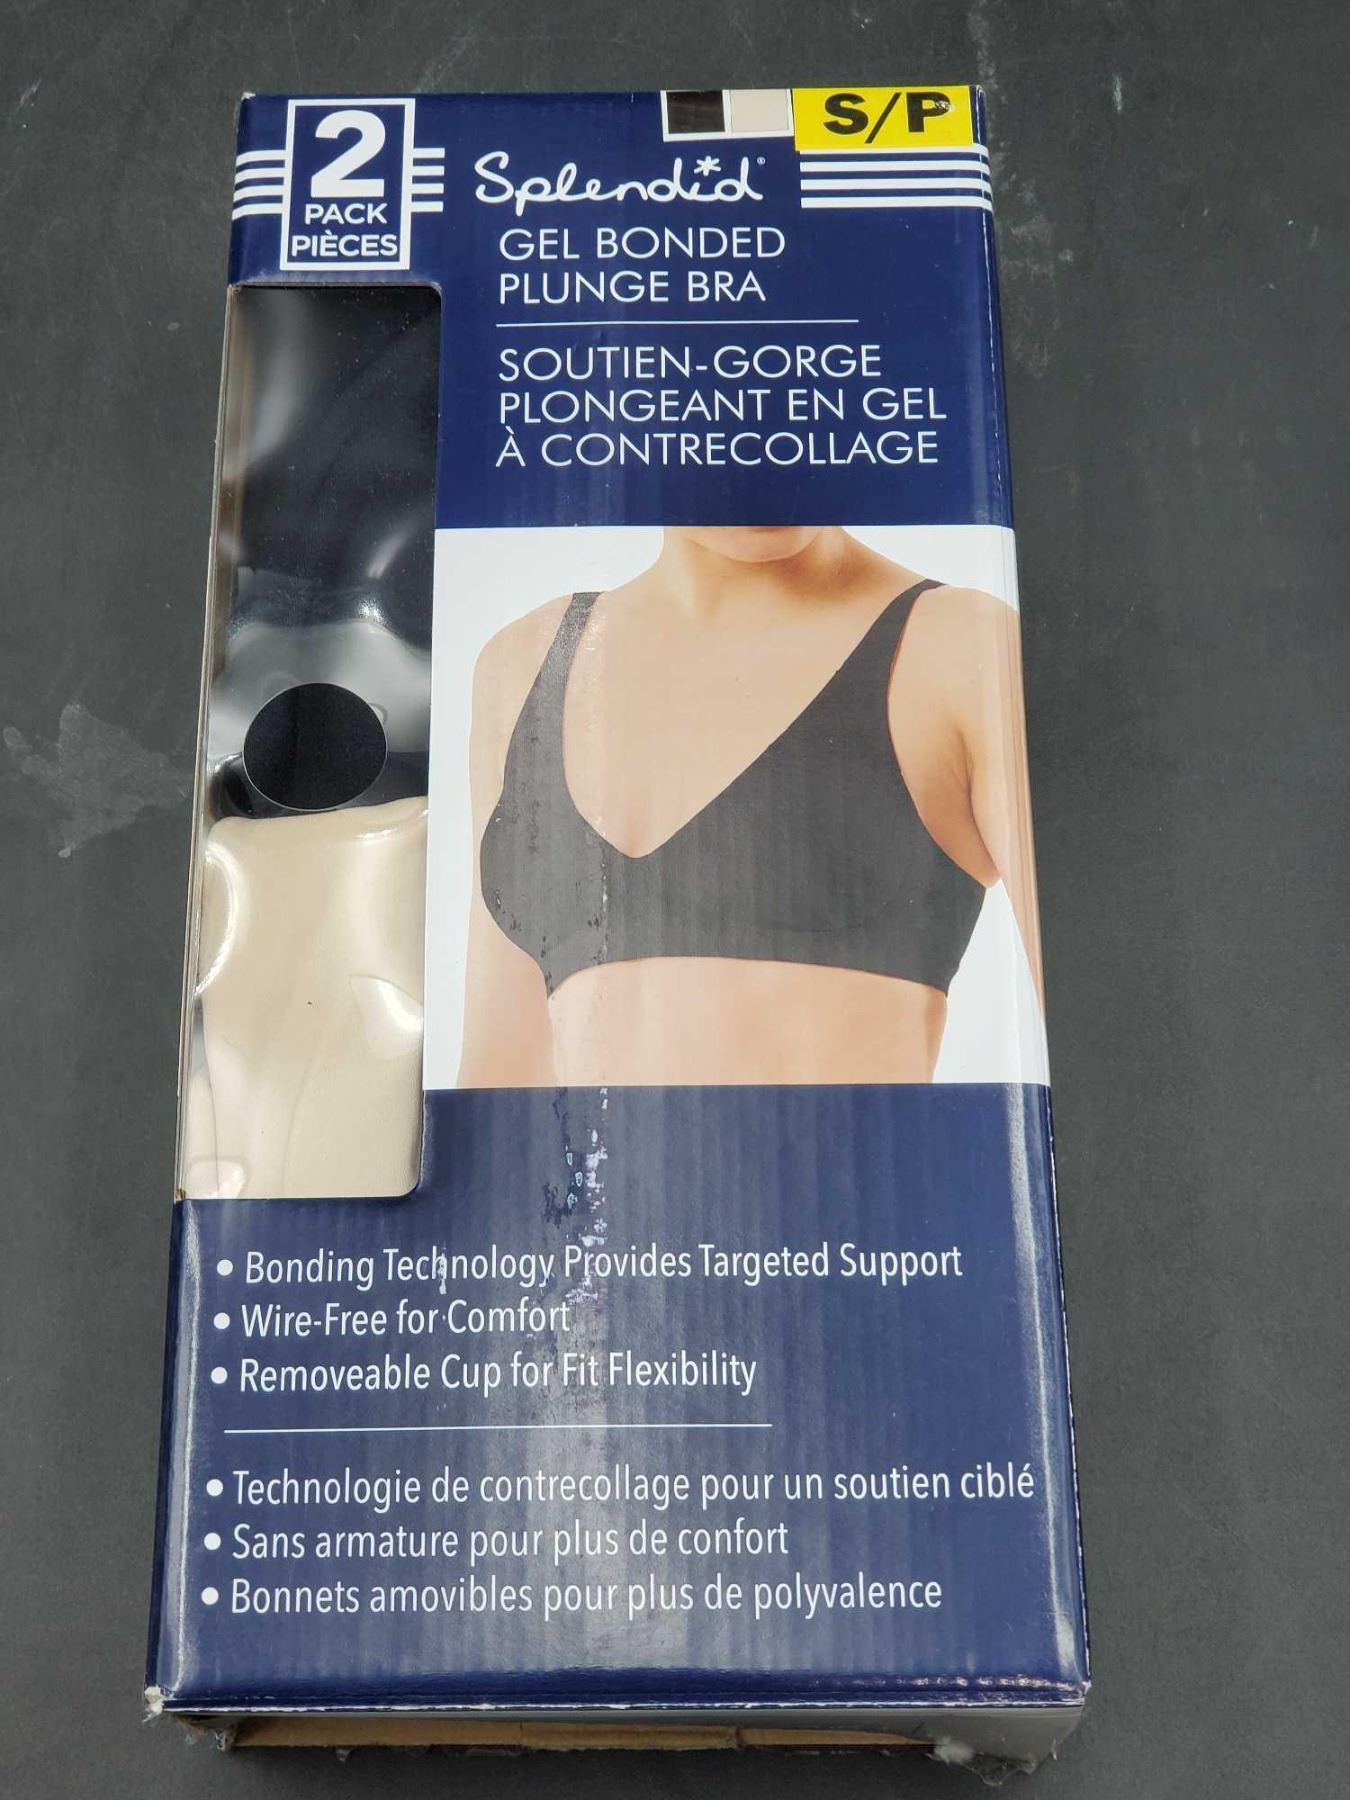 2
PACK
PIÈCES
S/P
Splendid®
GEL BONDED
PLUNGE BRA
SOUTIEN-GORGE
PLONGEANT EN GEL
À CONTRECOLLAGE
• Bonding Technology Provides Targeted Support
• Wire-Free for Comfort
• Removeable Cup for Fit Flexibility
• Technologie de contrecollage pour un soutien ciblé
• Sans armature pour plus de confort
• Bonnets amovibles pour plus de polyvalence